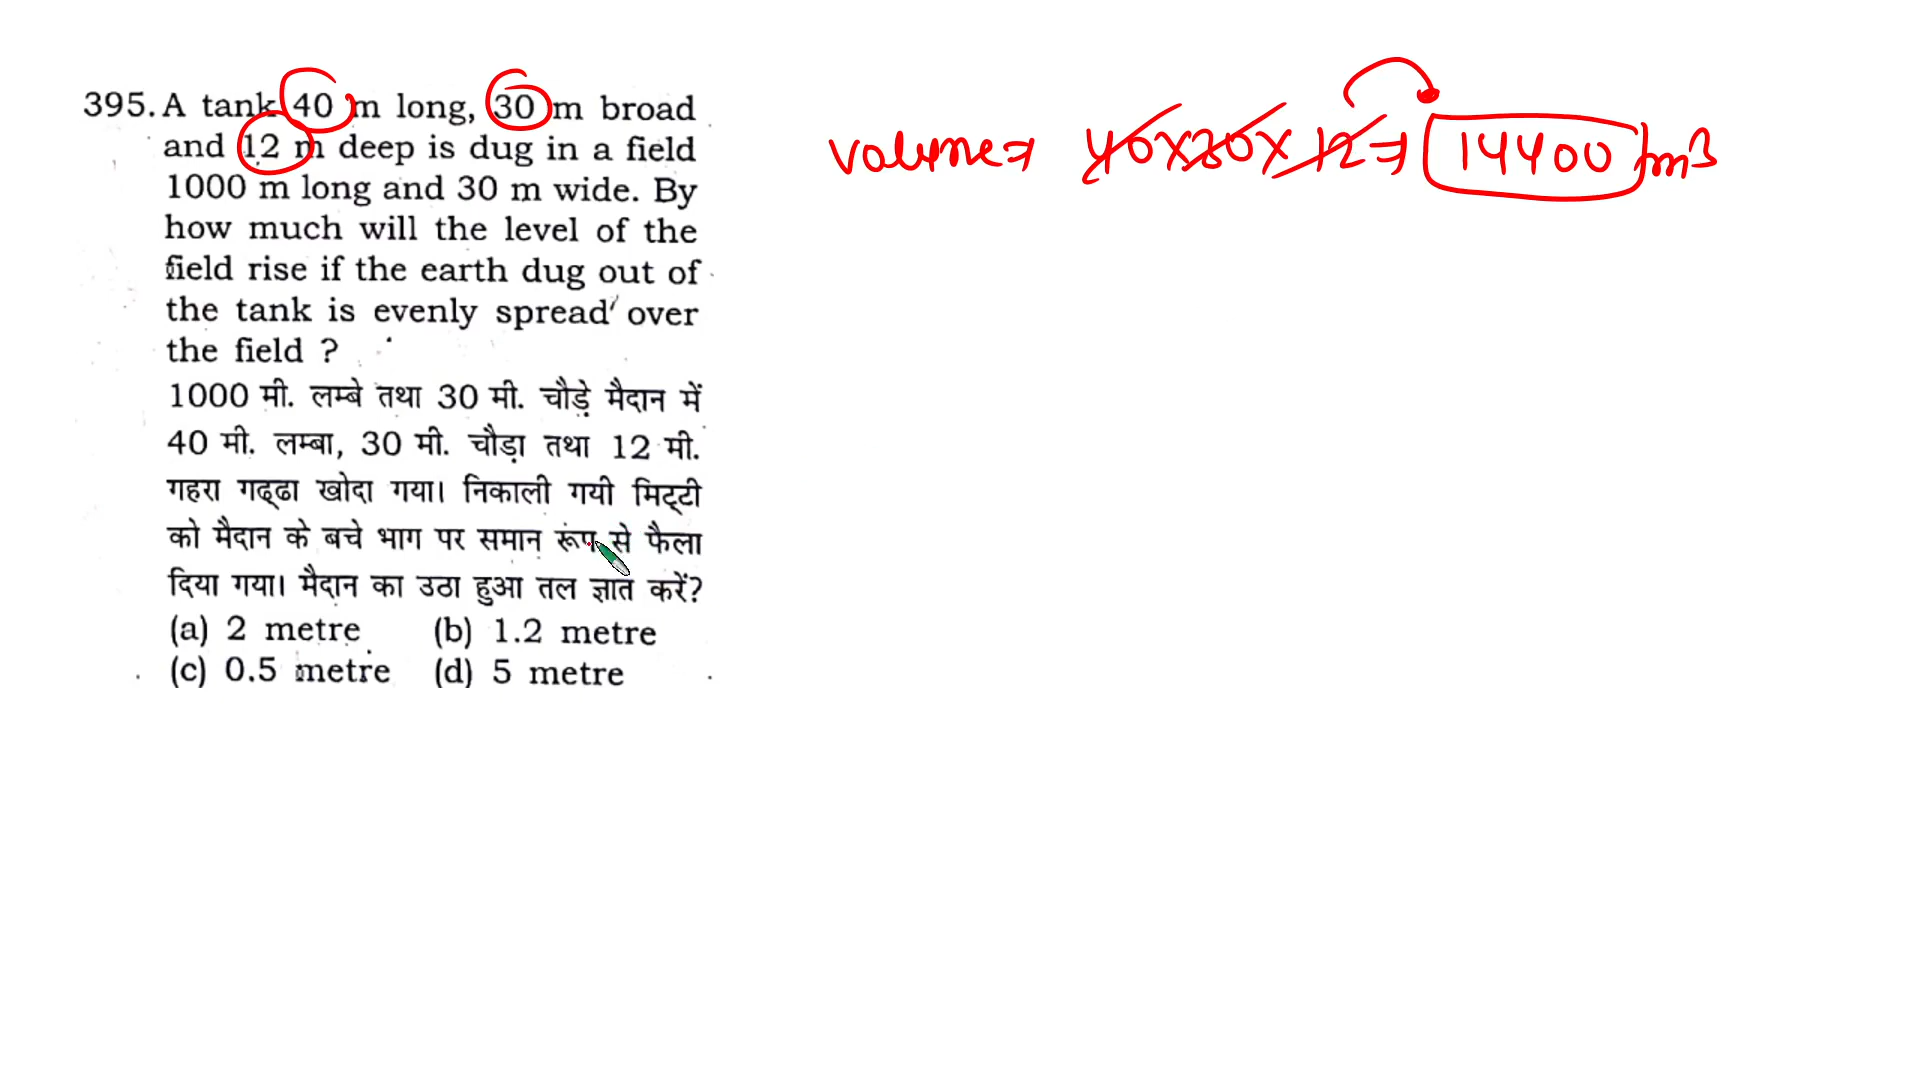 395. A tank 40 m long, 30 m broad
and 12 m deep is dug in a field
1000 m long and 30 m wide. By
how much will the level of the
field rise if the earth dug out of
the tank is evenly spread over
the field ?
1000 मी. लम्बे तथा 30 मी. चौड़े मैदान में
40 मी. लम्बा, 30 मी. चौड़ा तथा 12 मी.
गहरा गढ्ढा खोदा गया। निकाली गयी मिट्टी
को मैदान के बचे भाग पर समान रूप से फैला
दिया गया। मैदान का उठा हुआ तल ज्ञात करें?
(a) 2 metre (b) 1.2 metre
(c) 0.5 metre (d) 5 metre
volume ⇒ 40×30×12 ⇒ 14400 m³